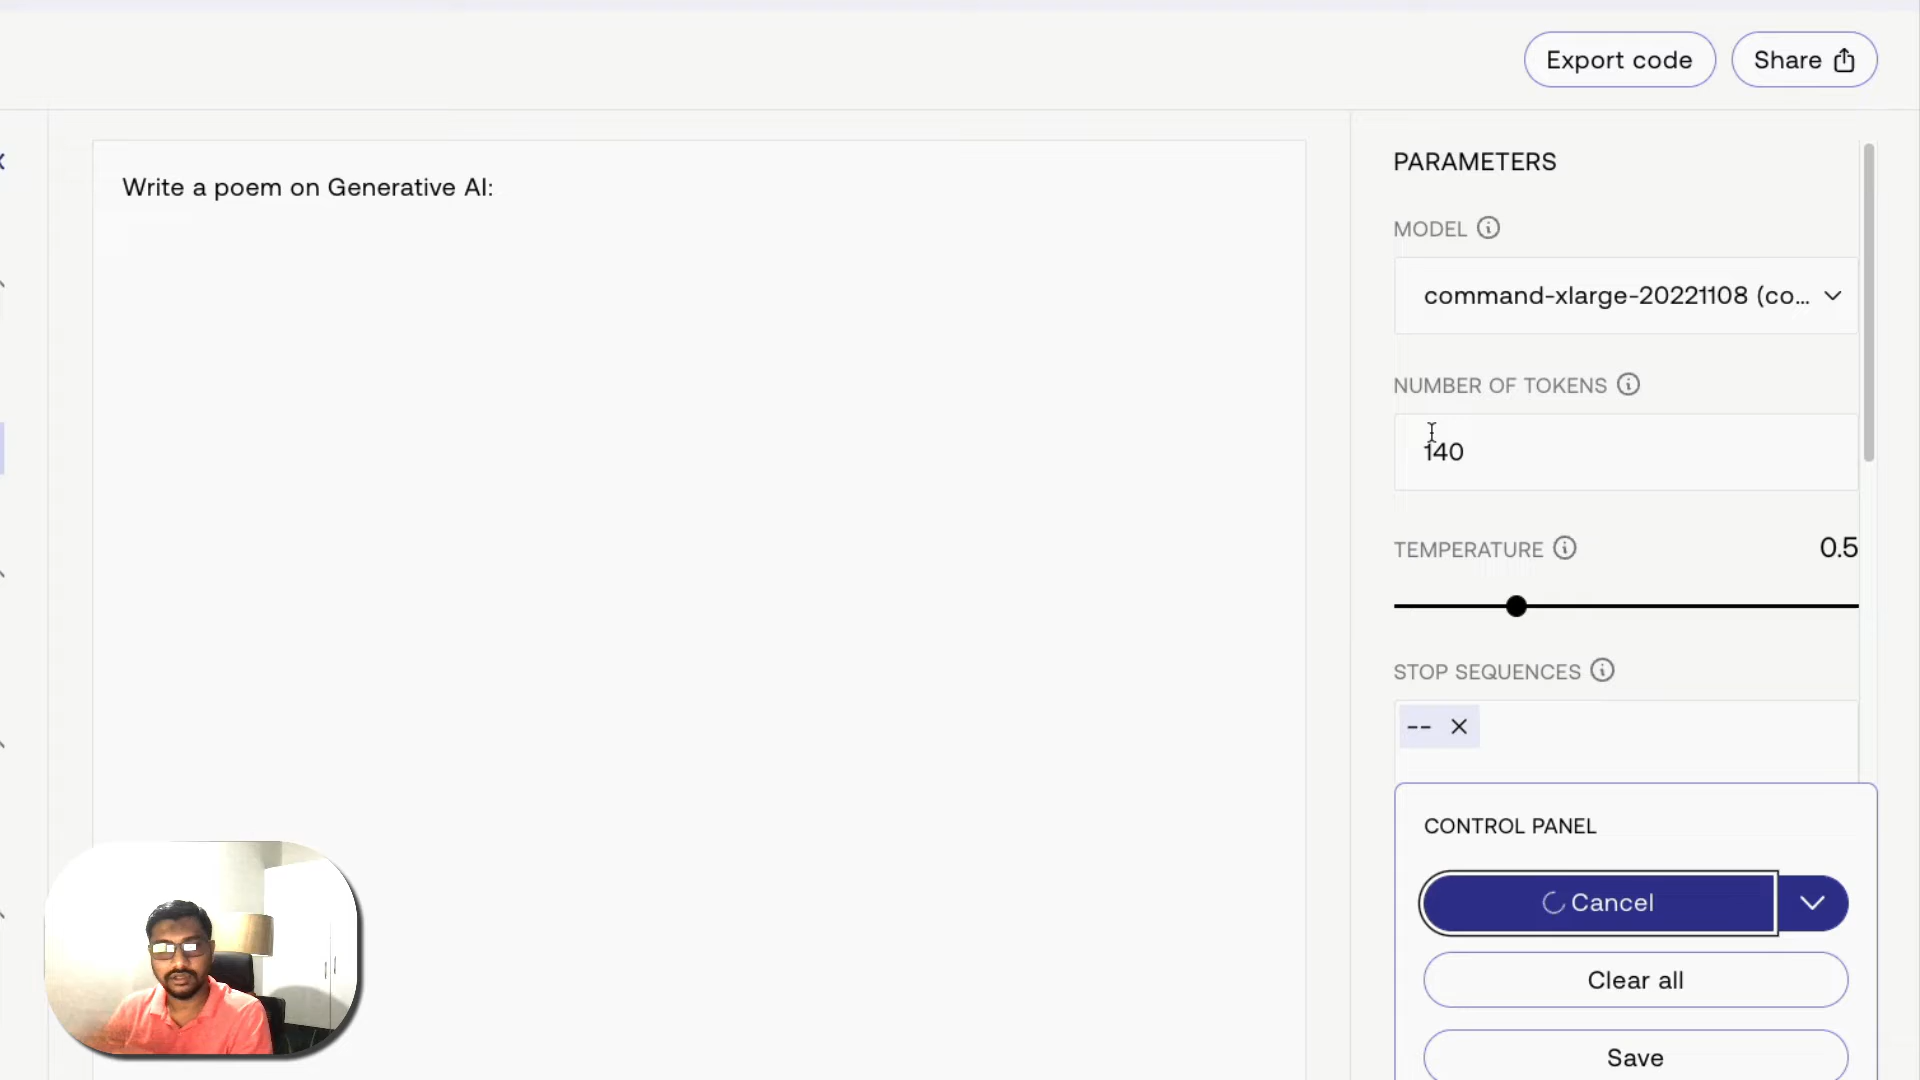 Export code
Share
Write a poem on Generative AI:
PARAMETERS
MODEL
command-xlarge-20221108 (co...
NUMBER OF TOKENS
140
TEMPERATURE
0.5
STOP SEQUENCES
--
CONTROL PANEL
Cancel
Clear all
Save